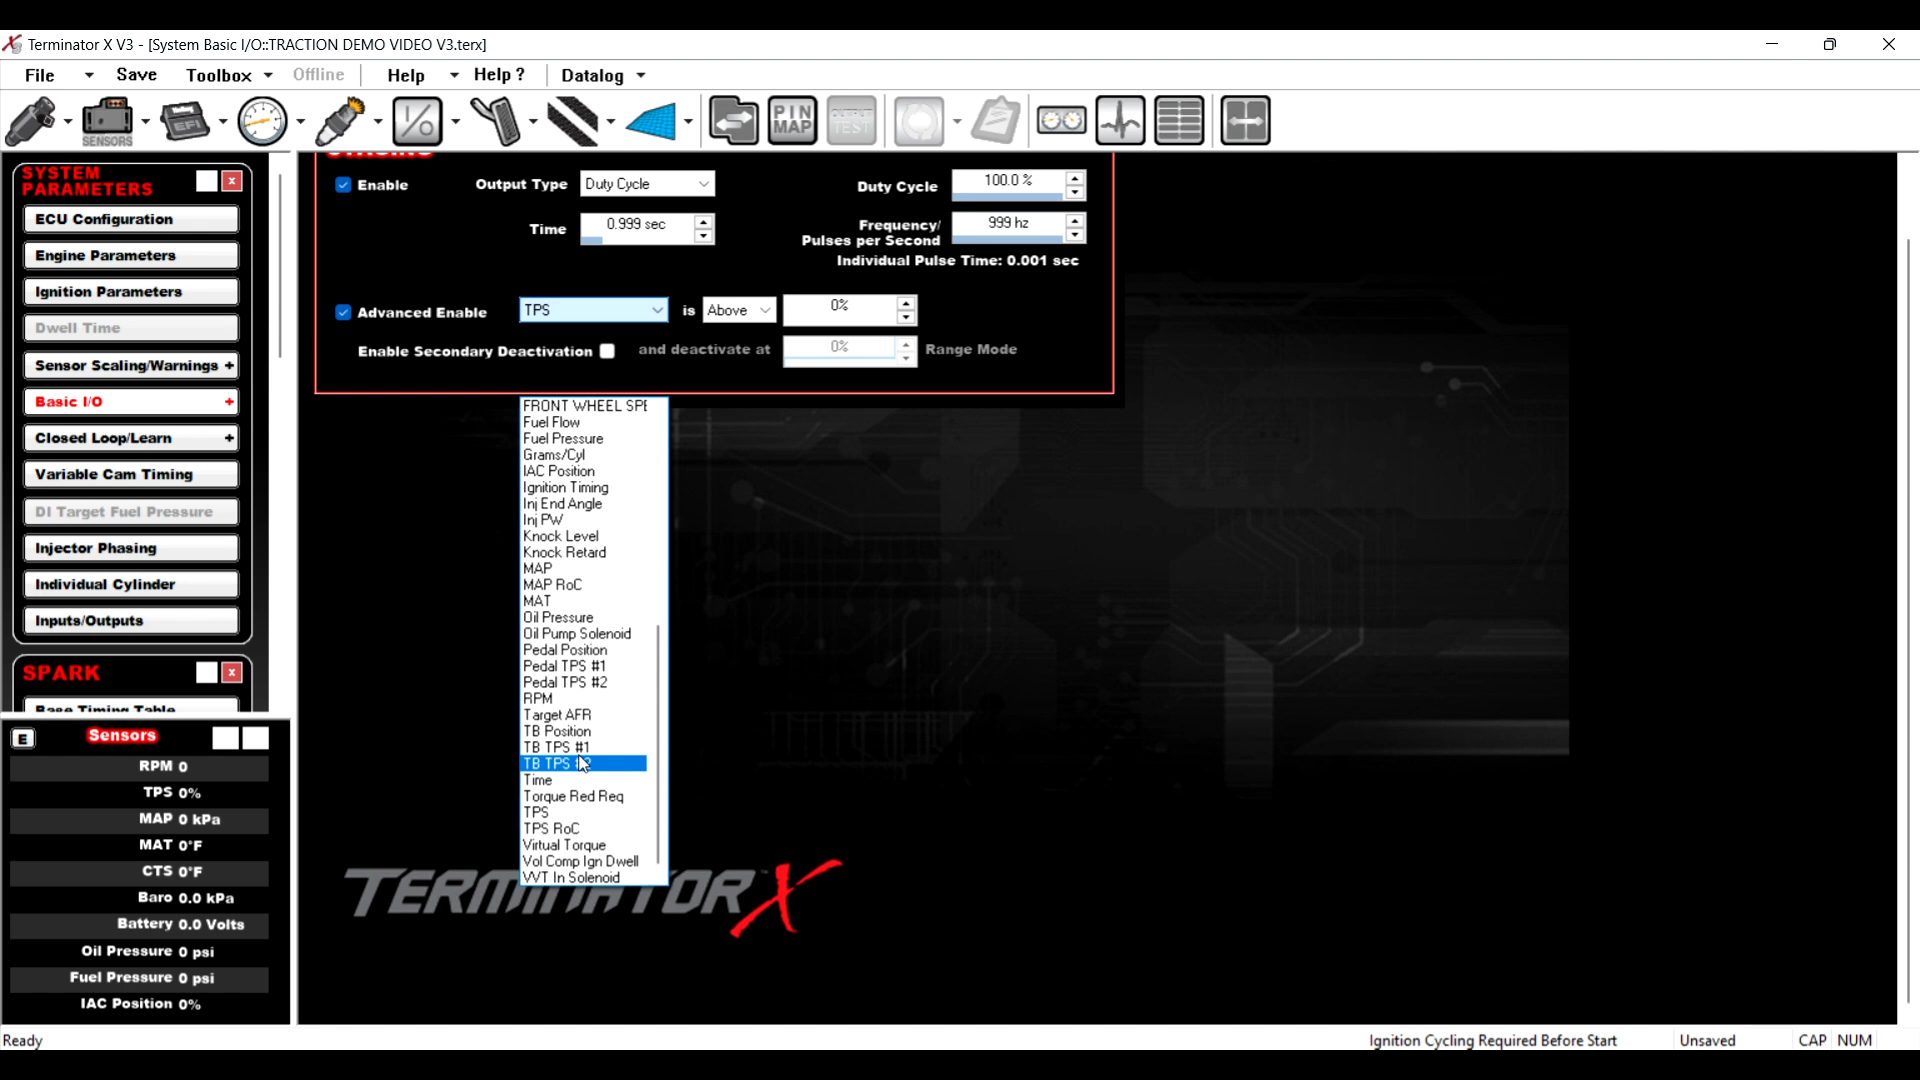 Terminator X V3 - [System Basic I/O::TRACTION DEMO VIDEO V3.terx]
File Save Toolbox Offline Help Help ? Datalog
SENSORS EFI I/O PIN MAP OUTPUT TEST
SYSTEM
PARAMETERS
ECU Configuration
Engine Parameters
Ignition Parameters
Dwell Time
Sensor Scaling/Warnings +
Basic I/O +
Closed Loop/Learn +
Variable Cam Timing
DI Target Fuel Pressure
Injector Phasing
Individual Cylinder
Inputs/Outputs
SPARK
Base Timing Table
E Sensors
RPM 0
TPS 0%
MAP 0 kPa
MAT 0°F
CTS 0°F
Baro 0.0 kPa
Battery 0.0 Volts
Oil Pressure 0 psi
Fuel Pressure 0 psi
IAC Position 0%
Enable Output Type Duty Cycle Duty Cycle 100.0 %
Time 0.999 sec Frequency/
Pulses per Second 999 hz
Individual Pulse Time: 0.001 sec
Advanced Enable TPS is Above 0%
Enable Secondary Deactivation and deactivate at 0% Range Mode
FRONT WHEEL SPE
Fuel Flow
Fuel Pressure
Grams/Cyl
IAC Position
Ignition Timing
Inj End Angle
Inj PW
Knock Level
Knock Retard
MAP
MAP RoC
MAT
Oil Pressure
Oil Pump Solenoid
Pedal Position
Pedal TPS #1
Pedal TPS #2
RPM
Target AFR
TB Position
TB TPS #1
TB TPS #2
Time
Torque Red Req
TPS
TPS RoC
Virtual Torque
Vol Comp Ign Dwell
VVT In Solenoid
TERMINATOR X
Ready Ignition Cycling Required Before Start Unsaved CAP NUM